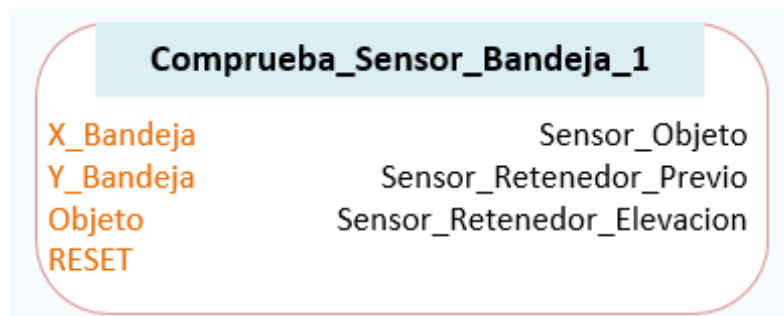 Comprueba_Sensor_Bandeja_1
X_Bandeja Sensor_Objeto
Y_Bandeja Sensor_Retenedor_Previo
Objeto Sensor_Retenedor_Elevacion
RESET